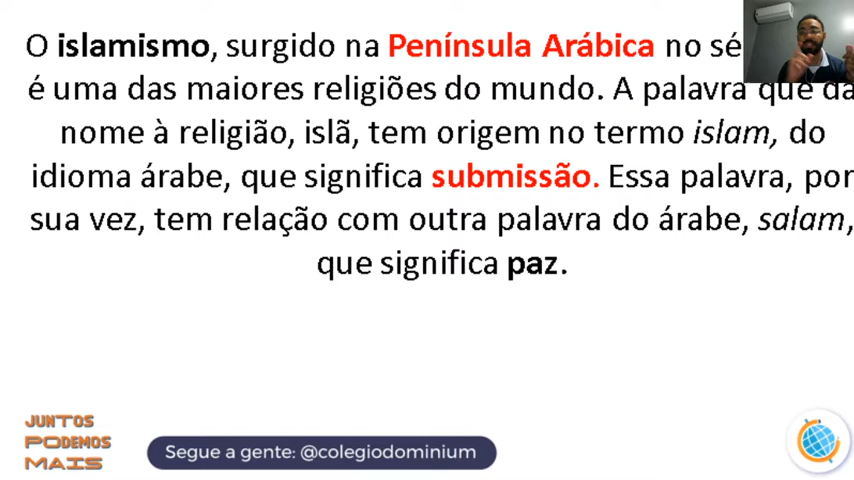 O islamismo, surgido na Península Arábica no sé
é uma das maiores religiões do mundo. A palavra que dá
nome à religião, islã, tem origem no termo islam, do
idioma árabe, que significa submissão. Essa palavra, por
sua vez, tem relação com outra palavra do árabe, salam,
que significa paz.
JUNTOS
PODEMOS
MAIS
Segue a gente: @colegiodominium